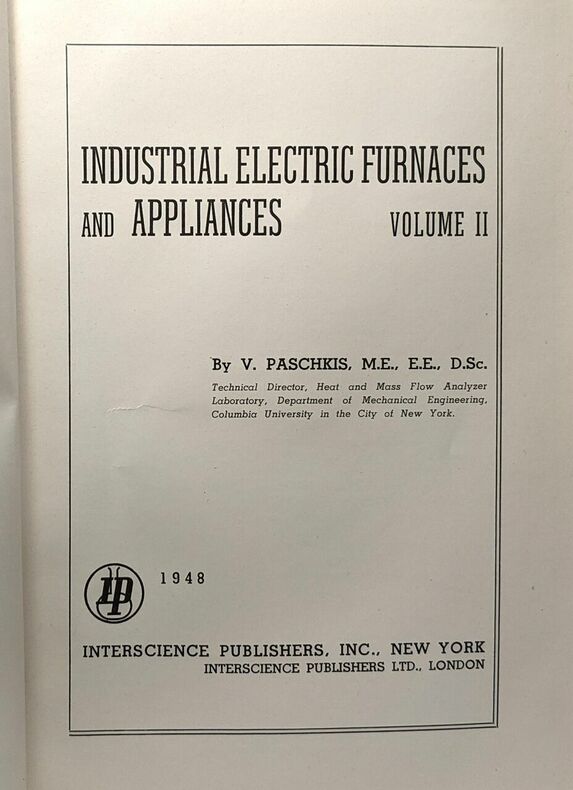 INDUSTRIAL ELECTRIC FURNACES
AND APPLIANCES VOLUME II
By V. PASCHKIS, M.E., E.E., D.Sc.
Technical Director, Heat and Mass Flow Analyzer
Laboratory, Department of Mechanical Engineering,
Columbia University in the City of New York.
IP
1948
INTERSCIENCE PUBLISHERS, INC., NEW YORK
INTERSCIENCE PUBLISHERS LTD., LONDON